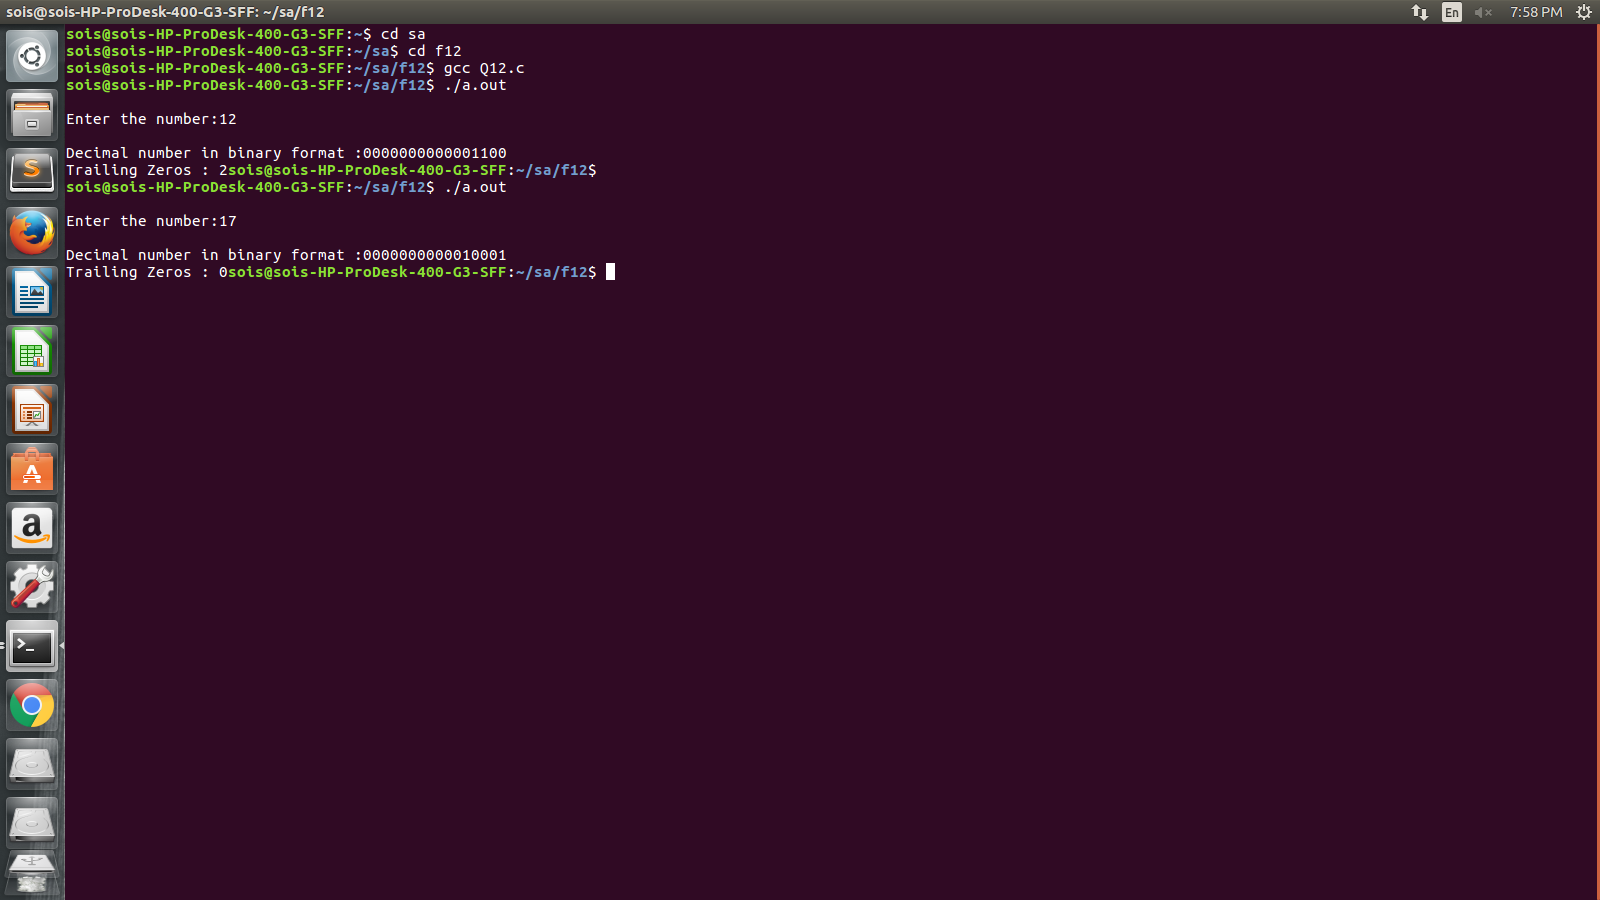 sois@sois-HP-ProDesk-400-G3-SFF: ~/sa/f12
En
7:58 PM
sois@sois-HP-ProDesk-400-G3-SFF:~$ cd sa
sois@sois-HP-ProDesk-400-G3-SFF:~/sa$ cd f12
sois@sois-HP-ProDesk-400-G3-SFF:~/sa/f12$ gcc Q12.c
sois@sois-HP-ProDesk-400-G3-SFF:~/sa/f12$ ./a.out
Enter the number:12
Decimal number in binary format :0000000000001100
Trailing Zeros : 2sois@sois-HP-ProDesk-400-G3-SFF:~/sa/f12$
sois@sois-HP-ProDesk-400-G3-SFF:~/sa/f12$ ./a.out
Enter the number:17
Decimal number in binary format :0000000000010001
Trailing Zeros : 0sois@sois-HP-ProDesk-400-G3-SFF:~/sa/f12$